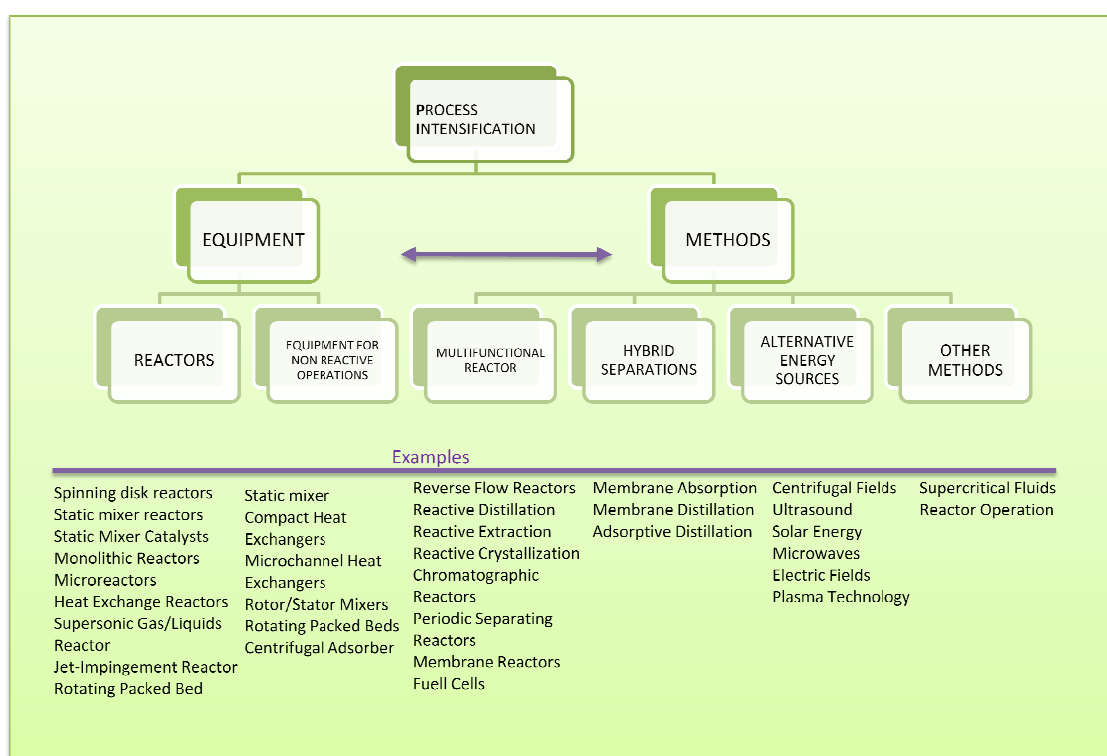 PROCESS
INTENSIFICATION
EQUIPMENT
METHODS
REACTORS
EQUIPMENT FOR
NON REACTIVE
OPERATIONS
MULTIFUNCTIONAL
REACTOR
HYBRID
SEPARATIONS
ALTERNATIVE
ENERGY
SOURCES
OTHER
METHODS
Examples
Spinning disk reactors
Static mixer reactors
Static Mixer Catalysts
Monolithic Reactors
Microreactors
Heat Exchange Reactors
Supersonic Gas/Liquids
Reactor
Jet-Impingement Reactor
Rotating Packed Bed
Static mixer
Compact Heat
Exchangers
Microchannel Heat
Exchangers
Rotor/Stator Mixers
Rotating Packed Beds
Centrifugal Adsorber
Reverse Flow Reactors
Reactive Distillation
Reactive Extraction
Reactive Crystallization
Chromatographic
Reactors
Periodic Separating
Reactors
Membrane Reactors
Fuell Cells
Membrane Absorption
Membrane Distillation
Adsorptive Distillation
Centrifugal Fields
Ultrasound
Solar Energy
Microwaves
Electric Fields
Plasma Technology
Supercritical Fluids
Reactor Operation